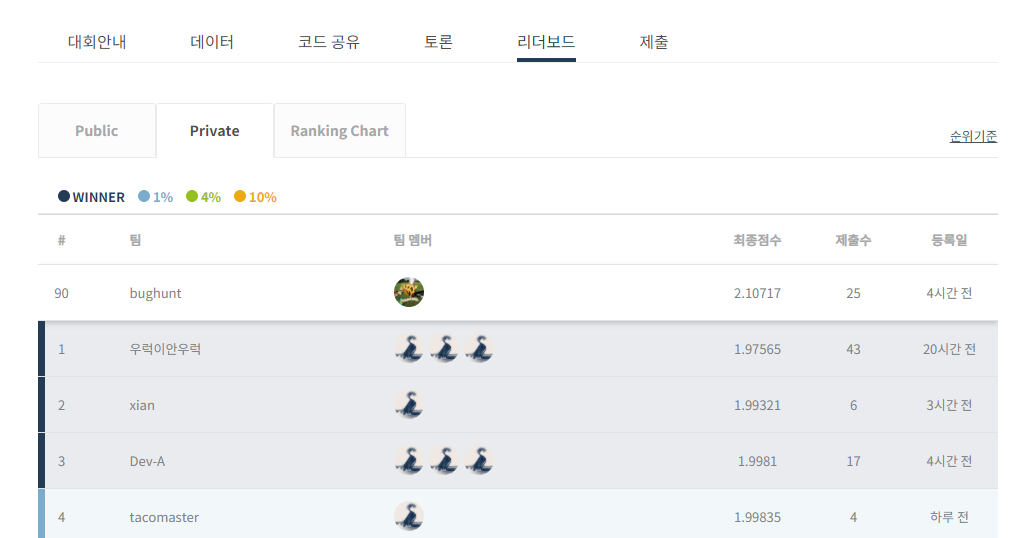 대회안내 데이터 코드 공유 토론 리더보드 제출
Public Private Ranking Chart 순위기준
WINNER 1% 4% 10%
# 팀 팀 멤버 최종점수 제출수 등록일
90 bughunt 2.10717 25 4시간 전
1 우럭이안우럭 1.97565 43 20시간 전
2 xian 1.99321 6 3시간 전
3 Dev-A 1.9981 17 4시간 전
4 tacomaster 1.99835 4 하루 전